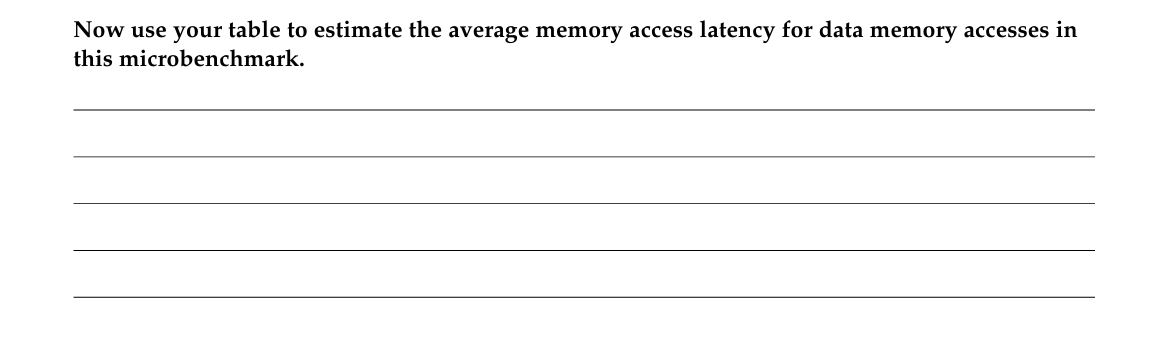 Now use your table to estimate the average memory access latency for data memory accesses in
this microbenchmark.